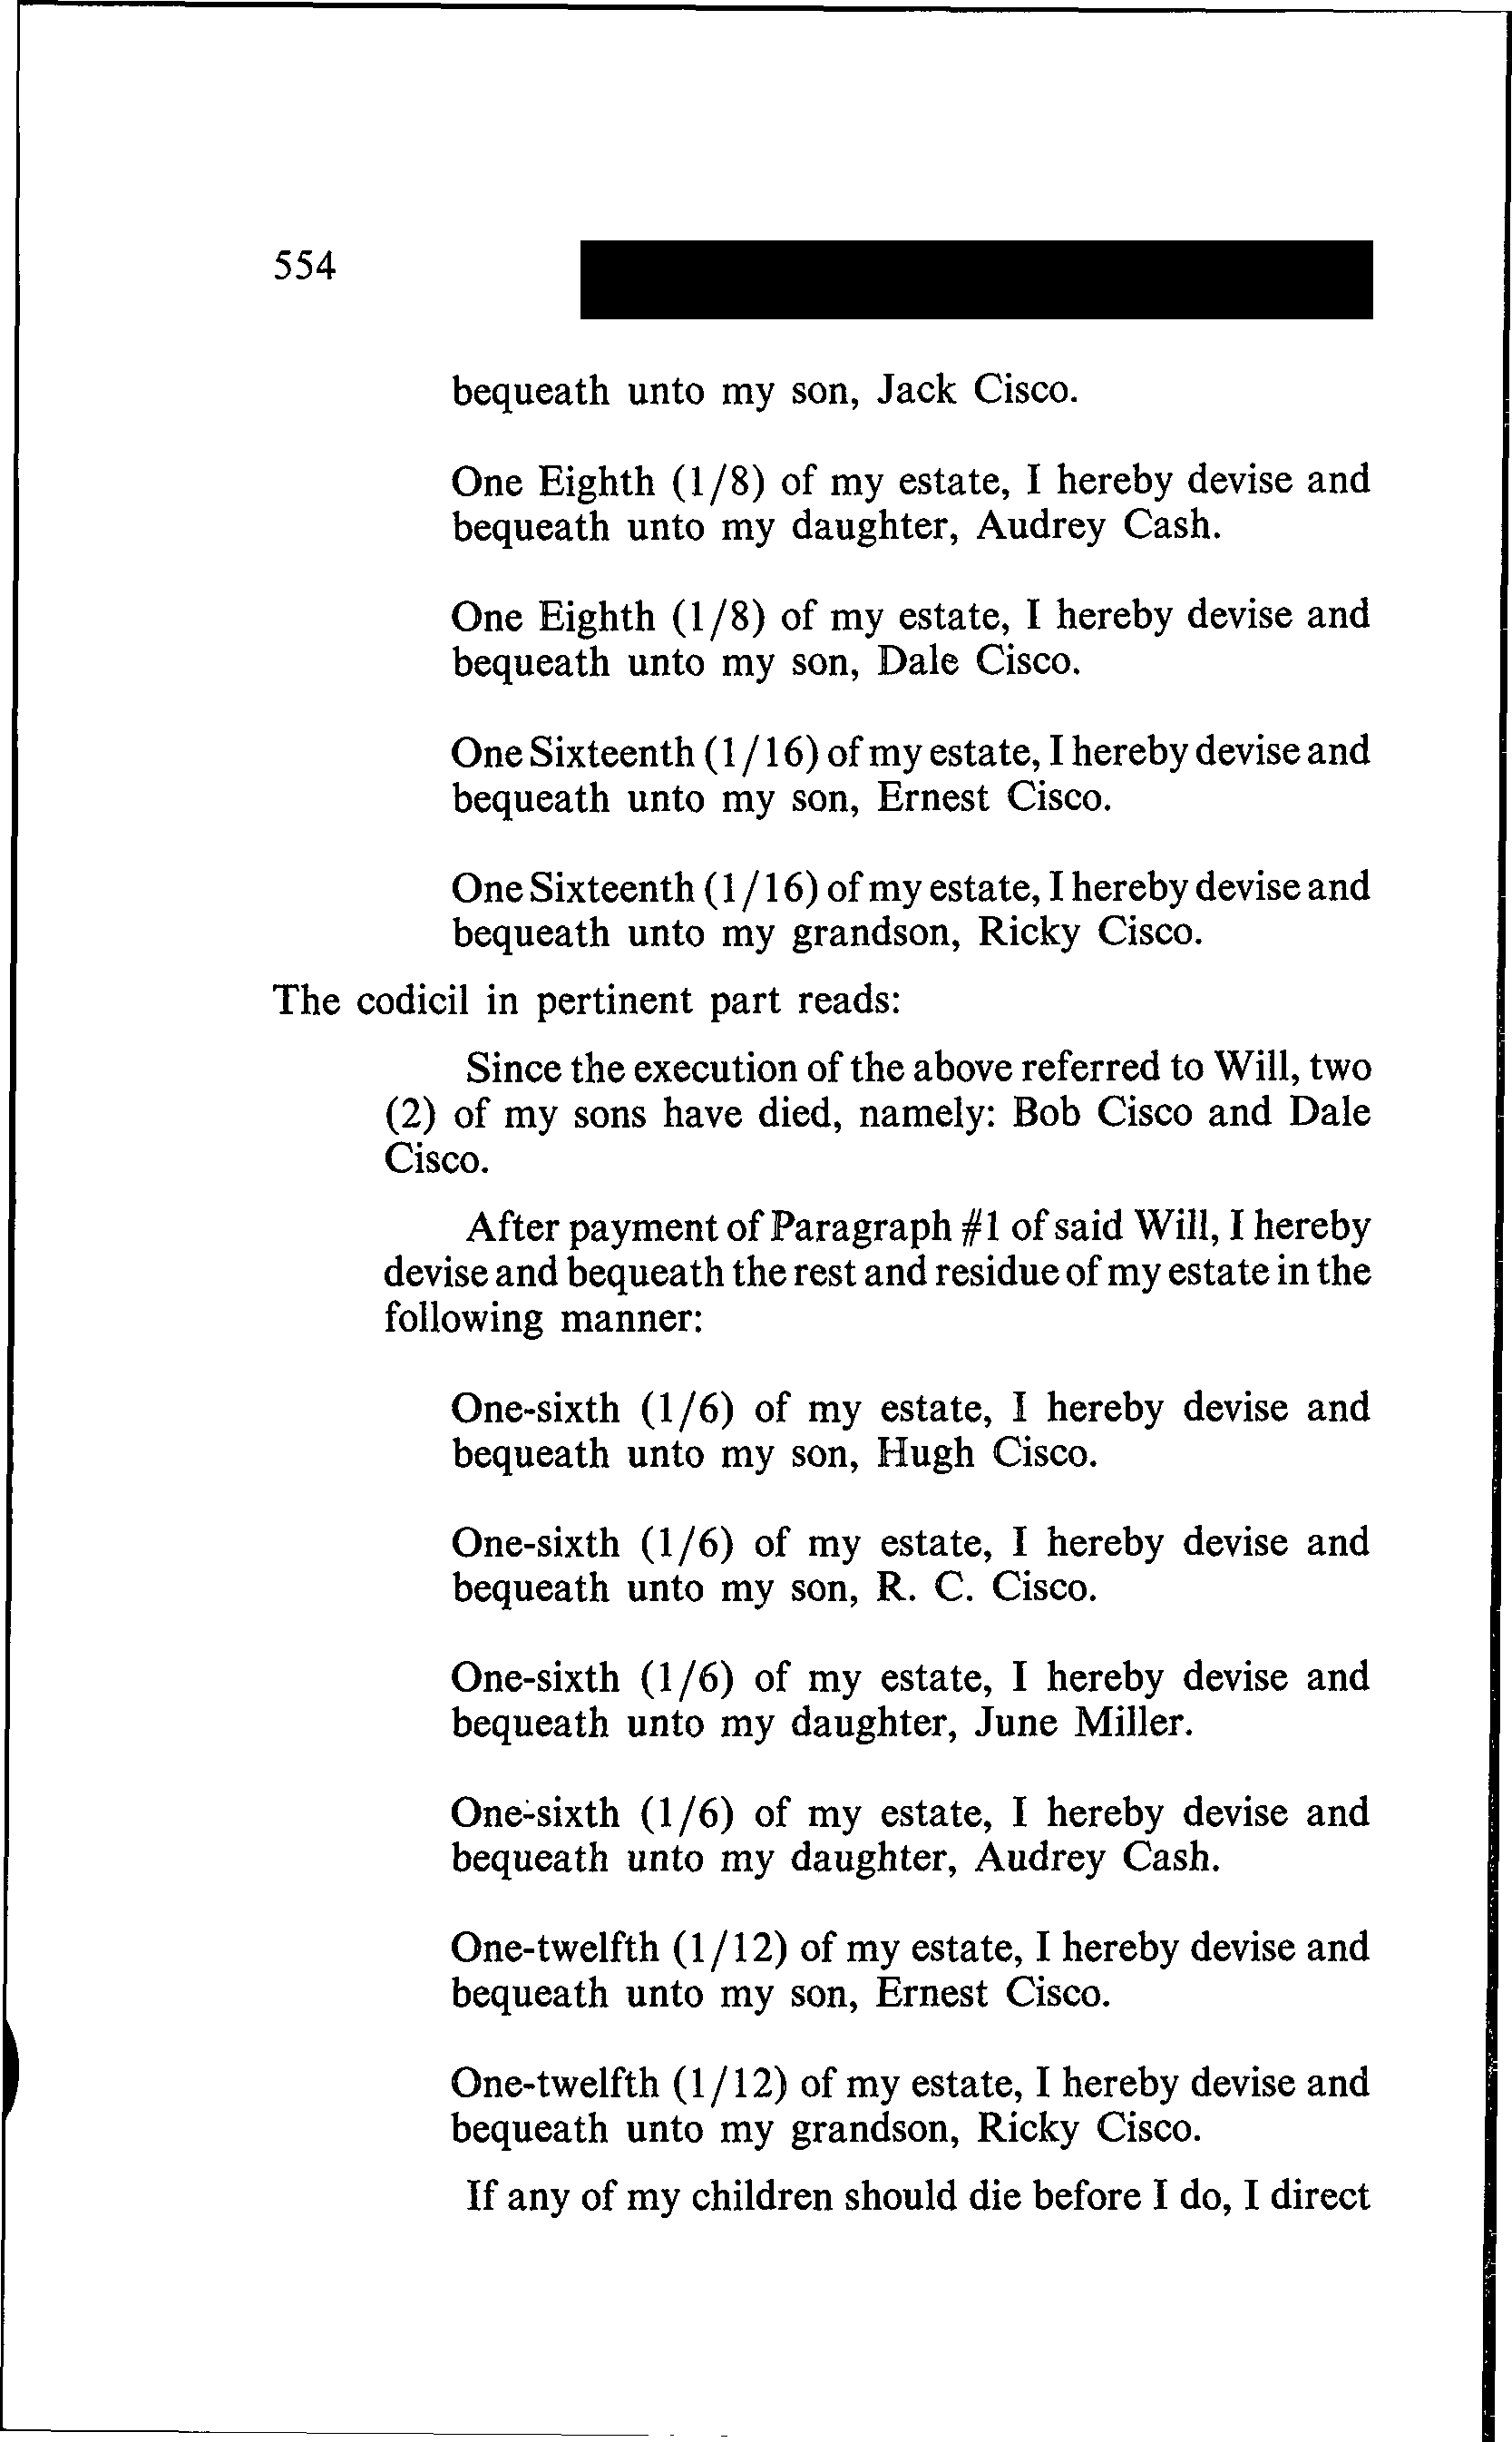 554
bequeath unto my son, Jack Cisco.
One Eighth (1/8) of my estate, I hereby devise and
bequeath unto my daughter, Audrey Cash.
One Eighth (1/8) of my estate, I hereby devise and
bequeath unto my son, Dale Cisco.
One Sixteenth (1/16) of my estate, I hereby devise and
bequeath unto my son, Ernest Cisco.
One Sixteenth (1/16) of my estate, I hereby devise and
bequeath unto my grandson, Ricky Cisco.
The codicil in pertinent part reads:
Since the execution of the above referred to Will, two
(2) of my sons have died, namely: Bob Cisco and Dale
Cisco.
After payment of Paragraph #1 of said Will, I hereby
devise and bequeath the rest and residue of my estate in the
following manner:
One-sixth (1/6) of my estate, I hereby devise and
bequeath unto my son, Hugh Cisco.
One-sixth (1/6) of my estate, I hereby devise and
bequeath unto my son, R. C. Cisco.
One-sixth (1/6) of my estate, I hereby devise and
bequeath unto my daughter, June Miller.
One-sixth (1/6) of my estate, I hereby devise and
bequeath unto my daughter, Audrey Cash.
One-twelfth (1/12) of my estate, I hereby devise and
bequeath unto my son, Ernest Cisco.
One-twelfth (1/12) of my estate, I hereby devise and
bequeath unto my grandson, Ricky Cisco.
If any of my children should die before I do, I direct